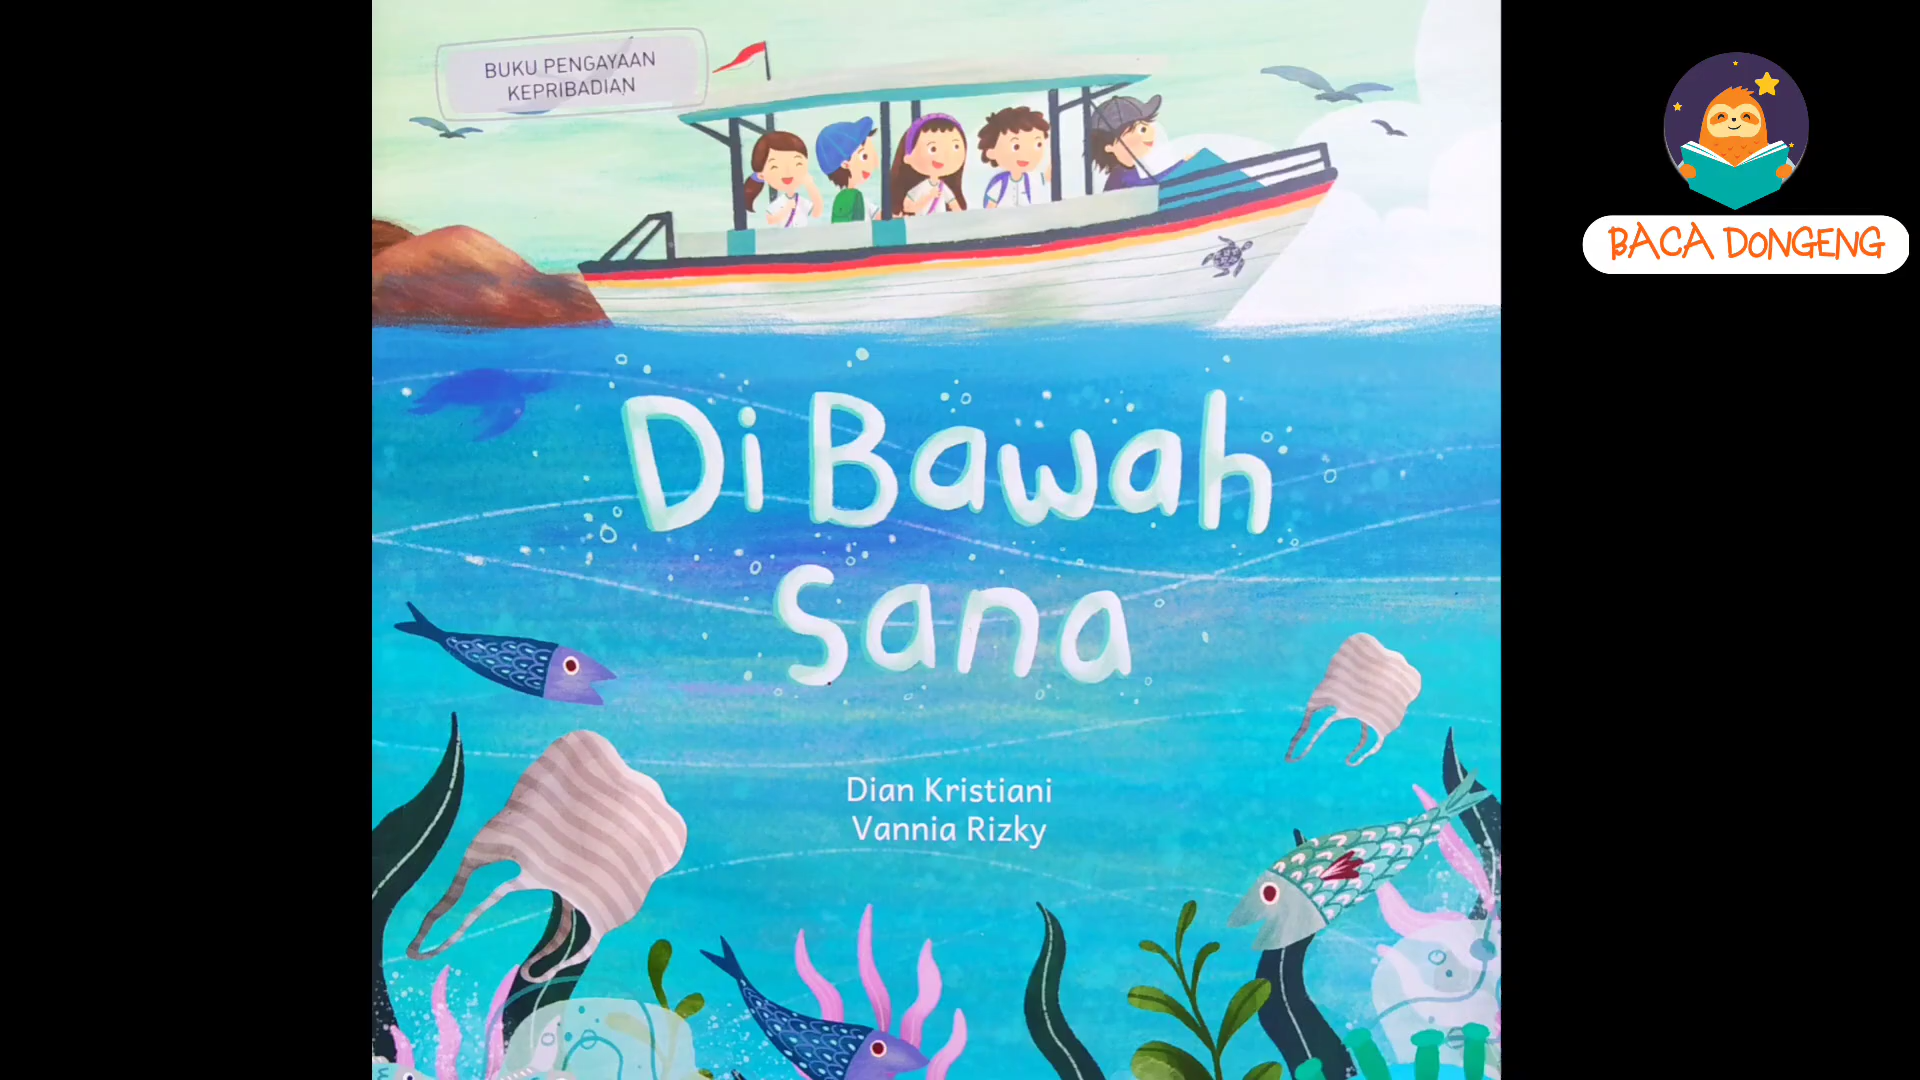 BUKU PENGAYAAN
KEPRIBADIAN
BACA DONGENG
Di Bawah
Sana
Dian Kristiani
Vannia Rizky